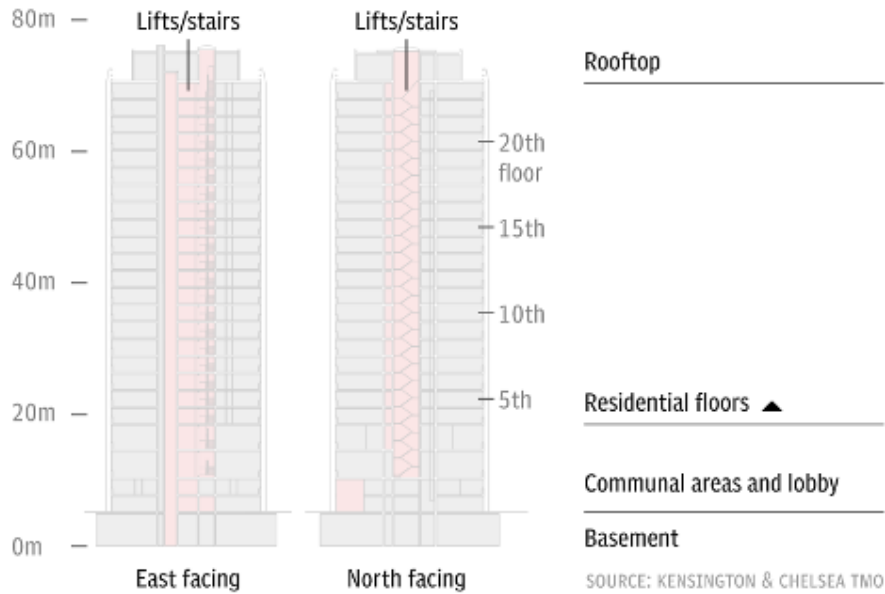 80m
Lifts/stairs
Lifts/stairs
Rooftop
60m
20th
floor
15th
40m
10th
20m
5th
Residential floors
Communal areas and lobby
0m
Basement
East facing
North facing
SOURCE: KENSINGTON & CHELSEA TMO